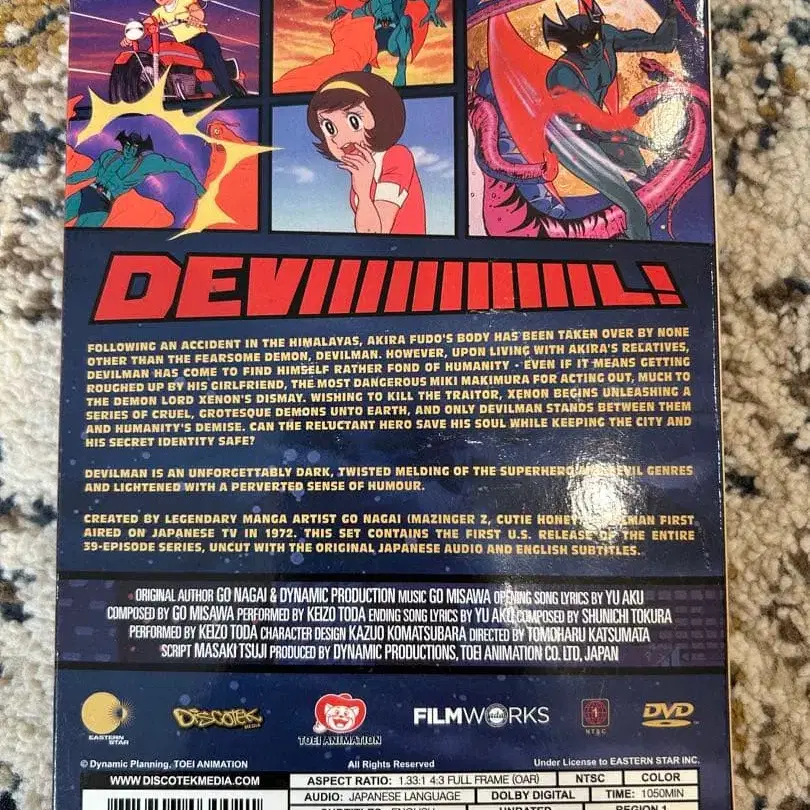 DEVIIIIIIIIIIIIL!
FOLLOWING AN ACCIDENT IN THE HIMALAYAS, AKIRA FUDO'S BODY HAS BEEN TAKEN OVER BY NONE
OTHER THAN THE FEARSOME DEMON, DEVILMAN. HOWEVER, UPON LIVING WITH AKIRA'S RELATIVES,
DEVILMAN HAS COME TO FIND HIMSELF RATHER FOND OF HUMANITY - EVEN IF IT MEANS GETTING
ROUGHED UP BY HIS GIRLFRIEND, THE MOST DANGEROUS MIKI MAKIMURA FOR ACTING OUT, MUCH TO
THE DEMON LORD XENON'S DISMAY. WISHING TO KILL THE TRAITOR, XENON BEGINS UNLEASHING A
SERIES OF CRUEL, GROTESQUE DEMONS UNTO EARTH, AND ONLY DEVILMAN STANDS BETWEEN THEM
AND HUMANITY'S DEMISE. CAN THE RELUCTANT HERO SAVE HIS SOUL WHILE KEEPING THE CITY AND
HIS SECRET IDENTITY SAFE?
DEVILMAN IS AN UNFORGETTABLY DARK, TWISTED MELDING OF THE SUPERHERO GENRES
AND LIGHTENED WITH A PERVERTED SENSE OF HUMOUR.
CREATED BY LEGENDARY MANGA ARTIST GO NAGAI (MAZINGER Z, CUTIE HONEY FIRST
AIRED ON JAPANESE TV IN 1972. THIS SET CONTAINS THE FIRST U.S. RELEASE OF THE ENTIRE
39-EPISODE SERIES, UNCUT WITH THE ORIGINAL JAPANESE AUDIO AND ENGLISH SUBTITLES.
ORIGINAL AUTHOR GO NAGAI & DYNAMIC PRODUCTION MUSIC GO MISAWA OPENING SONG LYRICS BY YU AKU
COMPOSED BY GO MISAWA PERFORMED BY KEIZO TODA ENDING SONG LYRICS BY YU AKU COMPOSED BY SHUNICHI TOKURA
PERFORMED BY KEIZO TODA CHARACTER DESIGN KAZUO KOMATSUBARA DIRECTED BY TOMOHARU KATSUMATA
SCRIPT MASAKI TSUJI PRODUCED BY DYNAMIC PRODUCTIONS, TOEI ANIMATION CO. LTD, JAPAN
EASTERN STAR
DISCOTEK MEDIA
TOEI ANIMATION
FILMWORKS
1 NTSC
DVD
© Dynamic Planning, TOEI ANIMATION All Rights Reserved Under License to EASTERN STAR INC.
WWW.DISCOTEKMEDIA.COM
ASPECT RATIO: 1.33:1 4:3 FULL FRAME (OAR) NTSC COLOR
AUDIO: JAPANESE LANGUAGE DOLBY DIGITAL TIME: 1050MIN
SUBTITLES: ENGLISH UNRATED REGION 1